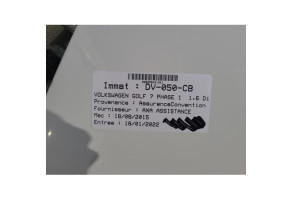 Immat : DV-050-CB
VOLKSWAGEN GOLF 7 PHASE 1 1.6 Di
Provenance : AssuranceConvention
Fournisseur : AXA ASSISTANCE
Mec : 18/08/2015
Entree : 18/01/2022